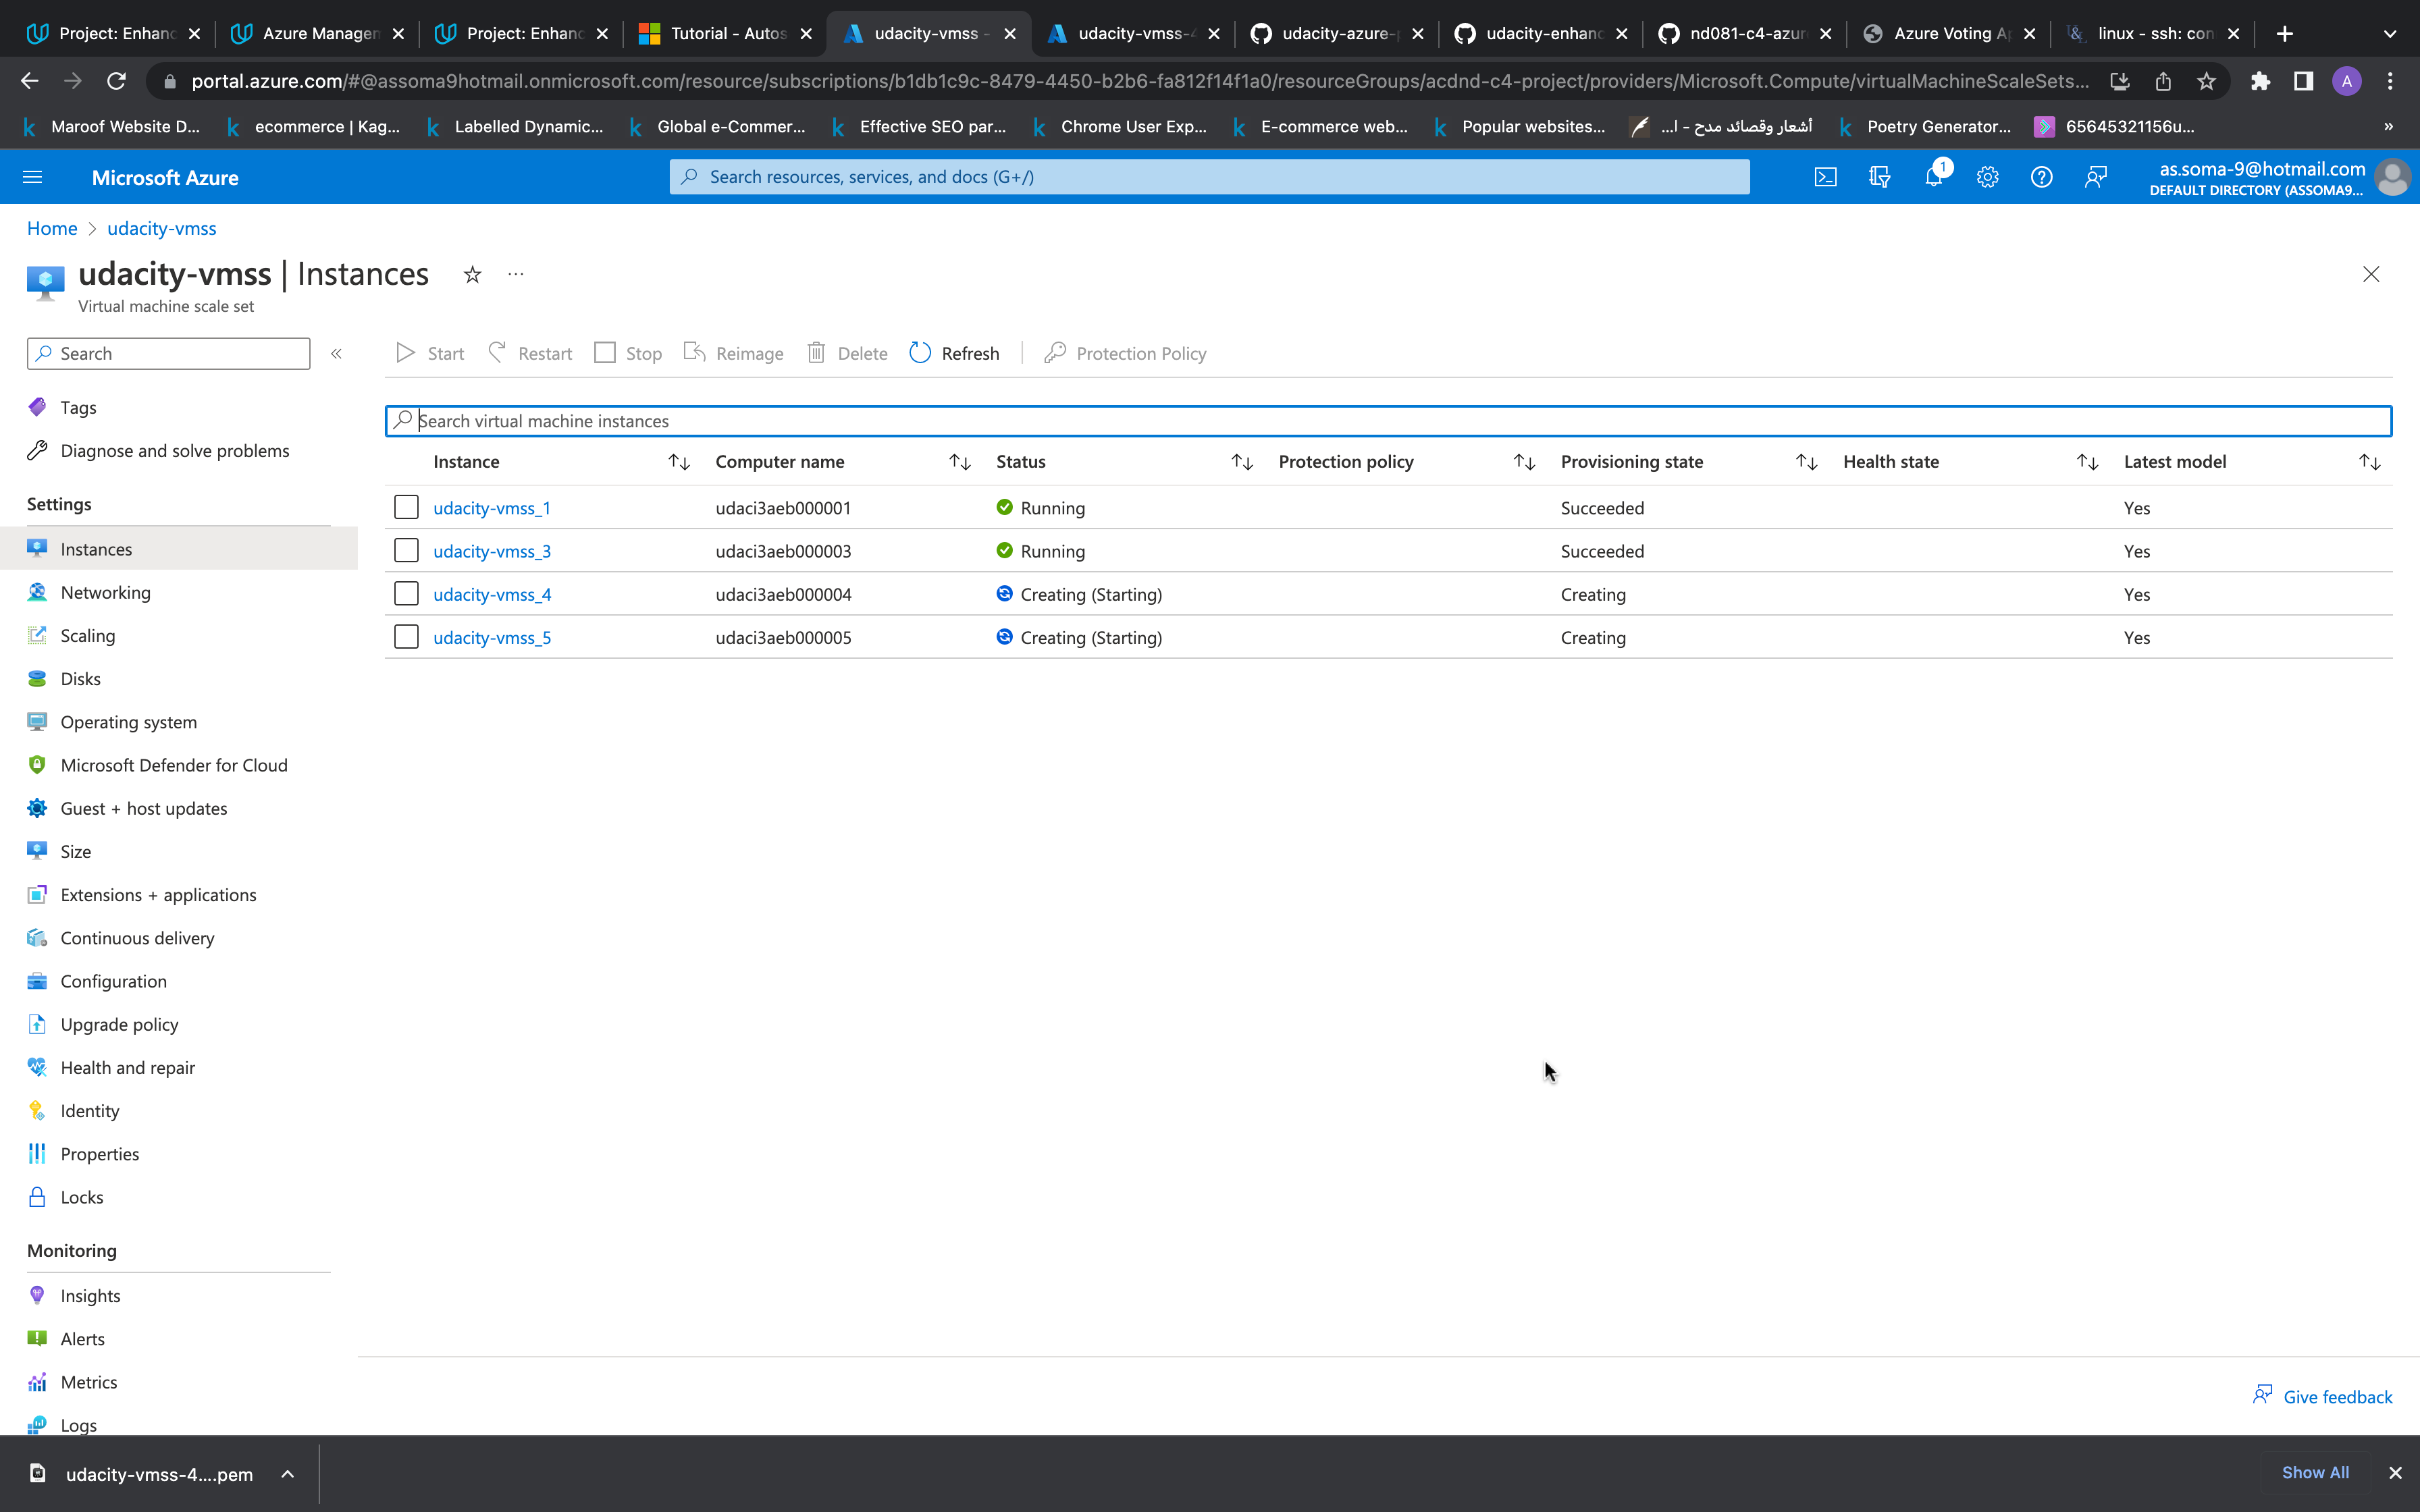 Project: Enhanc
Azure Managem
Project: Enhanc
Tutorial - Autos
udacity-vmss -
udacity-vmss-4
udacity-azure-p
udacity-enhanc
nd081-c4-azur
Azure Voting Ap
linux - ssh: con
portal.azure.com/#@assoma9hotmail.onmicrosoft.com/resource/subscriptions/b1db1c9c-8479-4450-b2b6-fa812f14f1a0/resourceGroups/acdnd-c4-project/providers/Microsoft.Compute/virtualMachineScaleSets...
A
Maroof Website D...
ecommerce | Kag...
Labelled Dynamic...
Global e-Commer...
Effective SEO par...
Chrome User Exp...
E-commerce web...
Popular websites...
أشعار وقصائد مدح - ا...
Poetry Generator...
65645321156u...
»
Microsoft Azure
Search resources, services, and docs (G+/)
1
as.soma-9@hotmail.com
DEFAULT DIRECTORY (ASSOMA9...
Home > udacity-vmss
udacity-vmss | Instances
Virtual machine scale set
Search
Start
Restart
Stop
Reimage
Delete
Refresh
Protection Policy
Tags
Diagnose and solve problems
Settings
Instances
Networking
Scaling
Disks
Operating system
Microsoft Defender for Cloud
Guest + host updates
Size
Extensions + applications
Continuous delivery
Configuration
Upgrade policy
Health and repair
Identity
Properties
Locks
Monitoring
Insights
Alerts
Metrics
Logs
Search virtual machine instances
Instance Computer name Status Protection policy Provisioning state Health state Latest model
udacity-vmss_1 udaci3aeb000001 Running Succeeded Yes
udacity-vmss_3 udaci3aeb000003 Running Succeeded Yes
udacity-vmss_4 udaci3aeb000004 Creating (Starting) Creating Yes
udacity-vmss_5 udaci3aeb000005 Creating (Starting) Creating Yes
Give feedback
udacity-vmss-4....pem
Show All